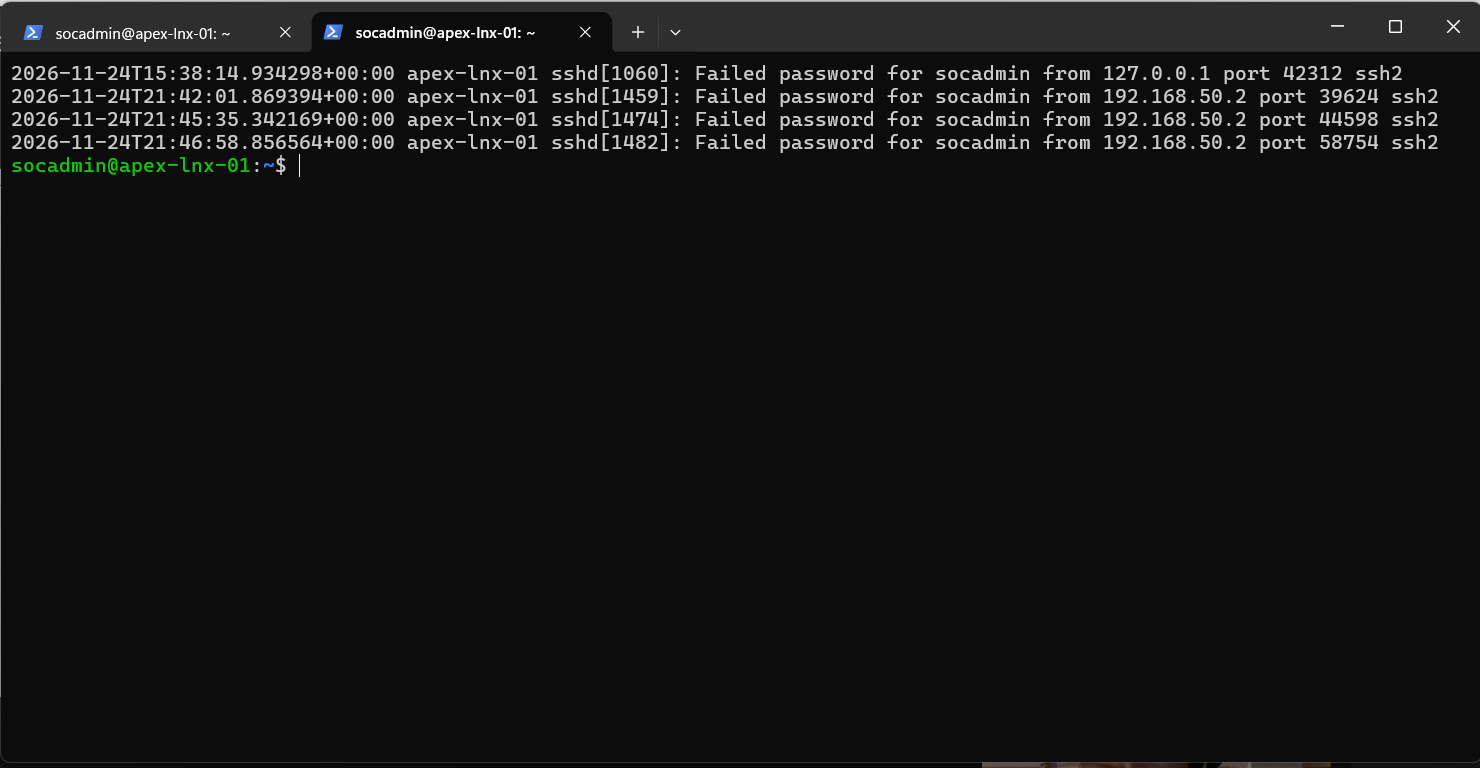 socadmin@apex-lnx-01: ~
socadmin@apex-lnx-01: ~
2026-11-24T15:38:14.934298+00:00 apex-lnx-01 sshd[1060]: Failed password for socadmin from 127.0.0.1 port 42312 ssh2
2026-11-24T21:42:01.869394+00:00 apex-lnx-01 sshd[1459]: Failed password for socadmin from 192.168.50.2 port 39624 ssh2
2026-11-24T21:45:35.342169+00:00 apex-lnx-01 sshd[1474]: Failed password for socadmin from 192.168.50.2 port 44598 ssh2
2026-11-24T21:46:58.856564+00:00 apex-lnx-01 sshd[1482]: Failed password for socadmin from 192.168.50.2 port 58754 ssh2
socadmin@apex-lnx-01:~$